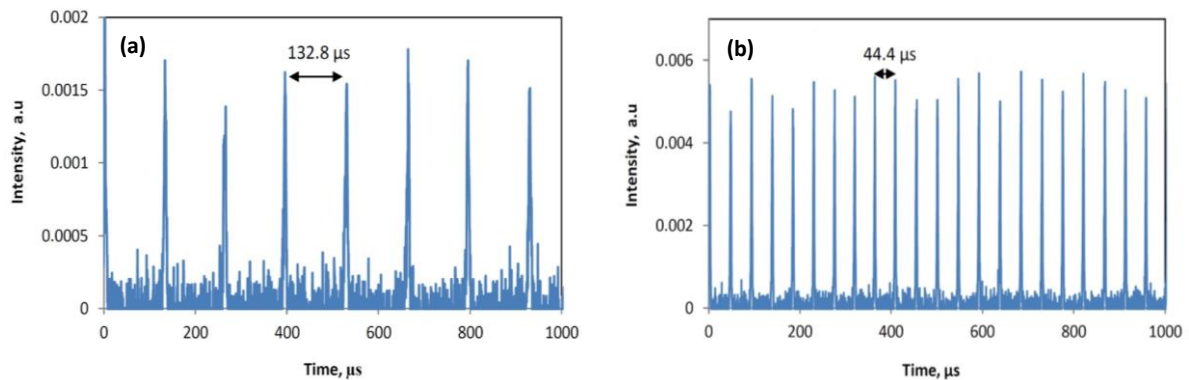 (a)
132.8 µs
0.002
0.0015
0.001
0.0005
0
Intensity, a.u
0 200 400 600 800 1000
Time, µs
(b)
44.4 µs
0.006
0.004
0.002
0.000
Intensity, a.u
0 200 400 600 800 1000
Time, µs